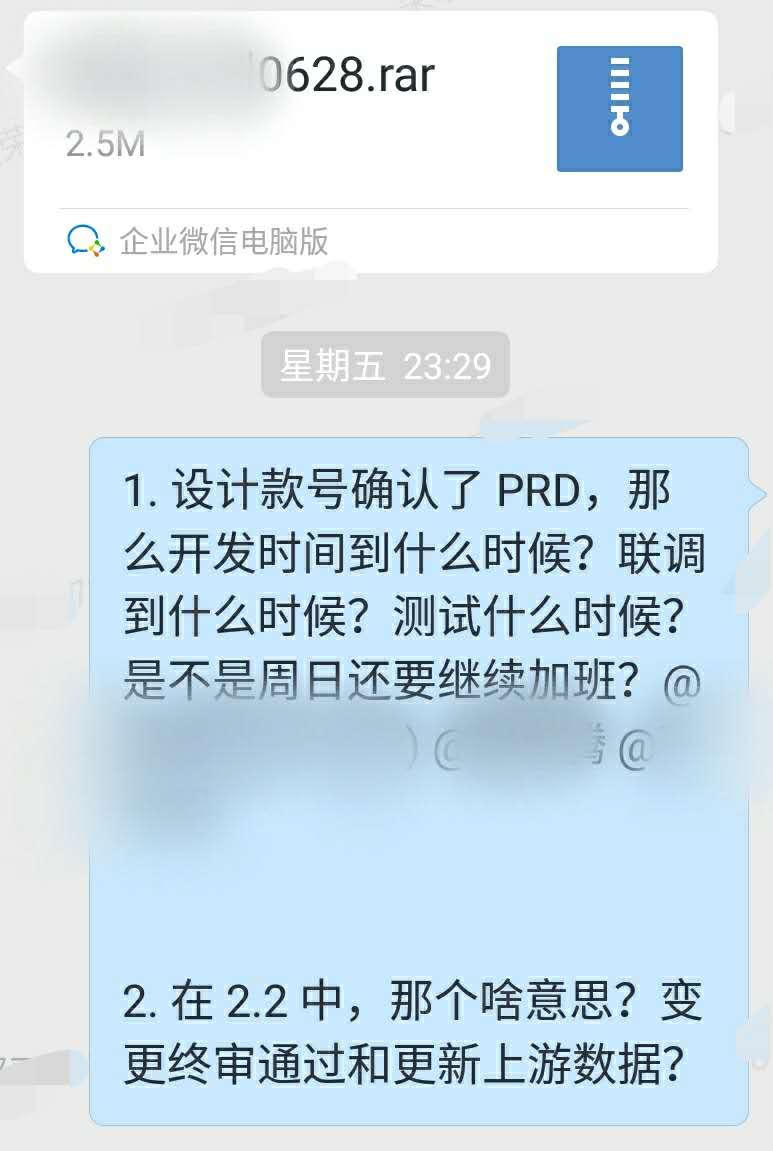 0628.rar
2.5M
企业微信电脑版
星期五 23:29
1. 设计款号确认了 PRD，那
么开发时间到什么时候？联调
到什么时候？测试什么时候？
是不是周日还要继续加班？@
) @ 腾 @
2. 在 2.2 中，那个啥意思？变
更终审通过和更新上游数据？